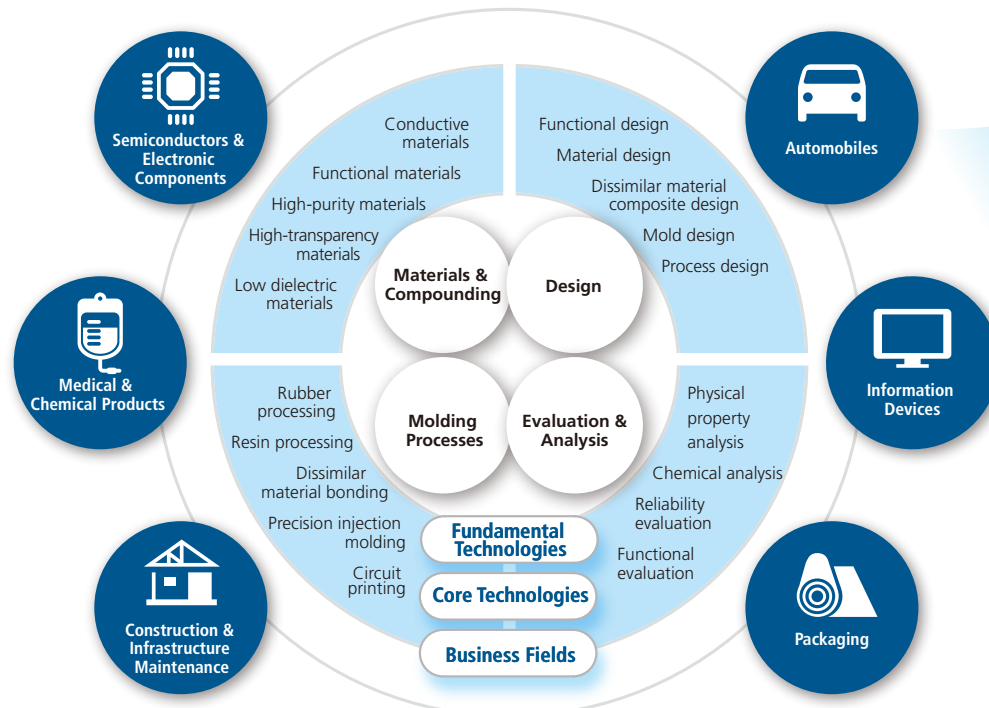 Semiconductors &
Electronic
Components
Automobiles
Medical &
Chemical Products
Information
Devices
Construction &
Infrastructure
Maintenance
Packaging
Conductive
materials
Functional materials
High-purity materials
High-transparency
materials
Low dielectric
materials
Functional design
Material design
Dissimilar material
composite design
Mold design
Process design
Materials &
Compounding
Design
Molding
Processes
Evaluation &
Analysis
Rubber
processing
Resin processing
Dissimilar
material bonding
Precision injection
molding
Circuit
printing
Physical
property
analysis
Chemical analysis
Reliability
evaluation
Functional
evaluation
Fundamental
Technologies
Core Technologies
Business Fields